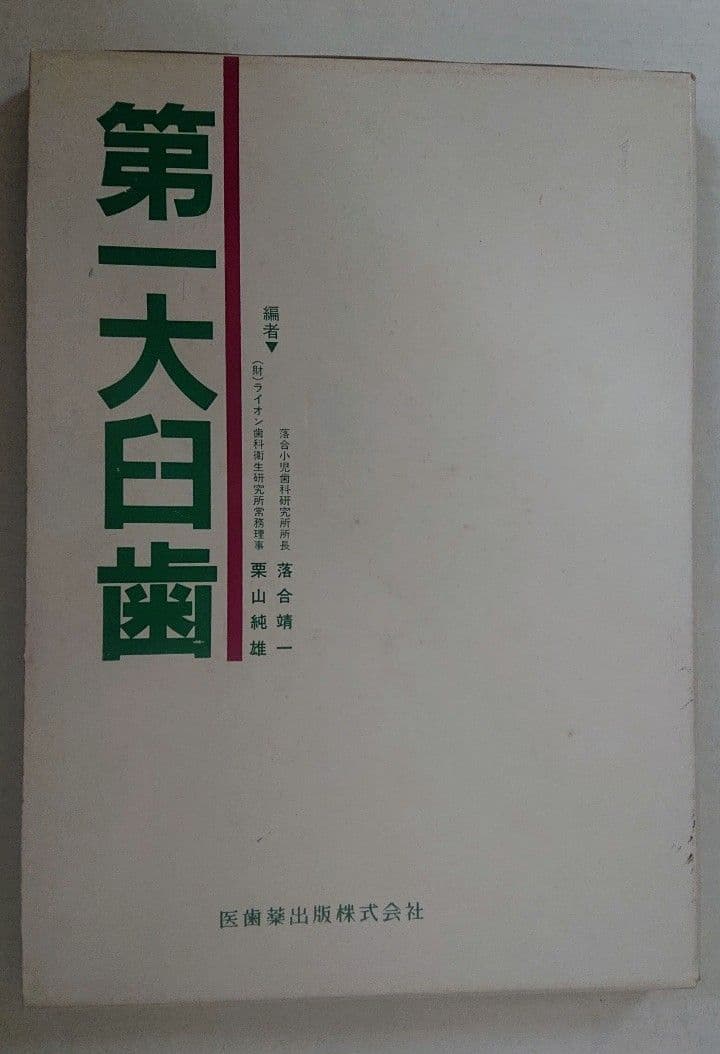 第一大臼歯
編者▼
落合小児歯科研究所所長 落合靖一
(財)ライオン歯科衛生研究所常務理事 栗山純雄
医歯薬出版株式会社